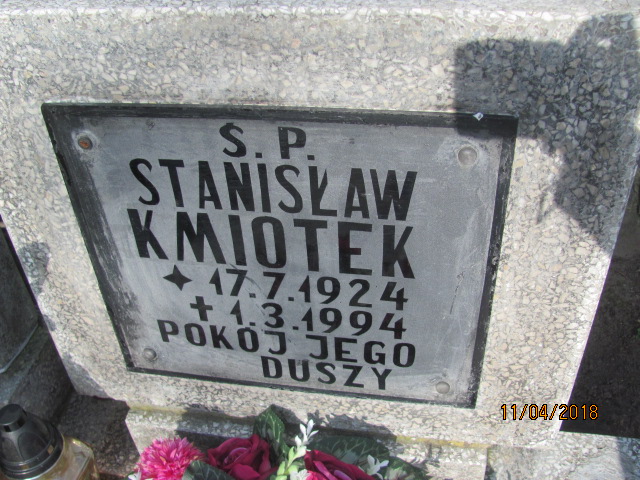 Ś. P.
STANISŁAW
KMIOTEK
✦ 17.7.1924
✝ 1.3.1994
POKÓJ JEGO
DUSZY
11/04/2018